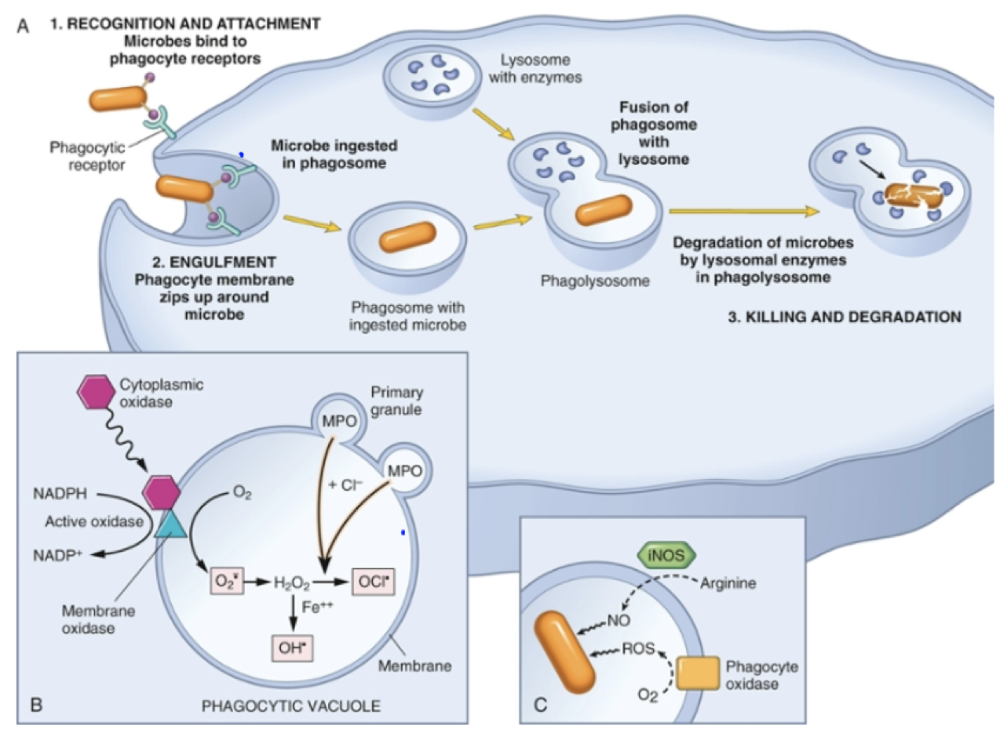 A
1. RECOGNITION AND ATTACHMENT
Microbes bind to
phagocyte receptors
Phagocytic
receptor
Lysosome
with enzymes
Microbe ingested
in phagosome
Fusion of
phagosome
with
lysosome
2. ENGULFMENT
Phagocyte membrane
zips up around
microbe
Phagosome with
ingested microbe
Phagolysosome
Degradation of microbes
by lysosomal enzymes
in phagolysosome
3. KILLING AND DEGRADATION
Cytoplasmic
oxidase
Primary
granule
MPO
MPO
+ Cl⁻
NADPH
O₂
Active oxidase
NADP⁺
O₂•̄
H₂O₂
OCl•
Fe⁺⁺
OH•
Membrane
oxidase
Membrane
B
PHAGOCYTIC VACUOLE
iNOS
Arginine
NO
ROS
O₂
Phagocyte
oxidase
C